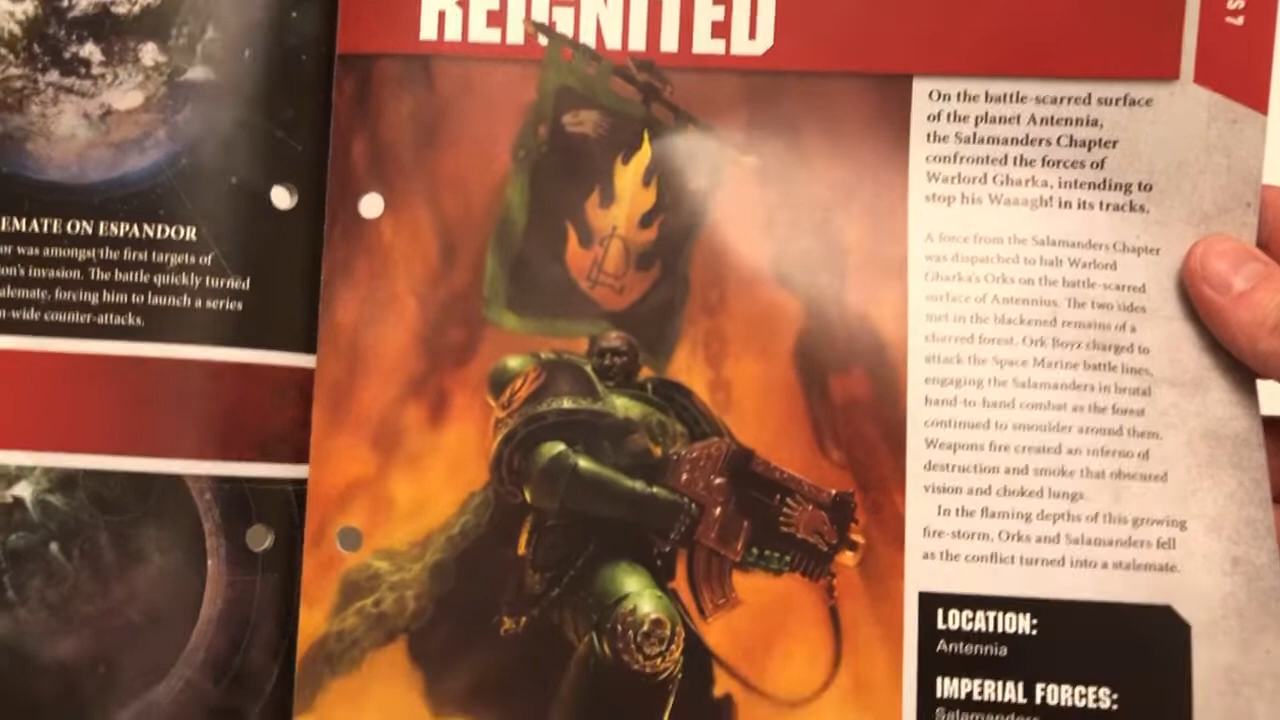 REIGNITED
S?
EMATE ON ESPANDOR
or was amongst the first targets of
on's invasion. The battle quickly turned
alemate, forcing him to launch a series
n-wide counter-attacks.
On the battle-scarred surface
of the planet Antennia,
the Salamanders Chapter
confronted the forces of
Warlord Gharka, intending to
stop his Waaagh! in its tracks.
A force from the Salamanders Chapter
was dispatched to halt Warlord
Gharka's Orks on the battle-scarred
surface of Antennius. The two sides
met in the blackened remains of a
charred forest. Ork Boyz charged to
attack the Space Marine battle lines,
engaging the Salamanders in brutal
hand-to-hand combat as the forest
continued to smoulder around them.
Weapons fire created an inferno of
destruction and smoke that obscured
vision and choked lungs.
In the flaming depths of this growing
fire-storm, Orks and Salamanders fell
as the conflict turned into a stalemate.
LOCATION:
Antennia
IMPERIAL FORCES:
Salamanders